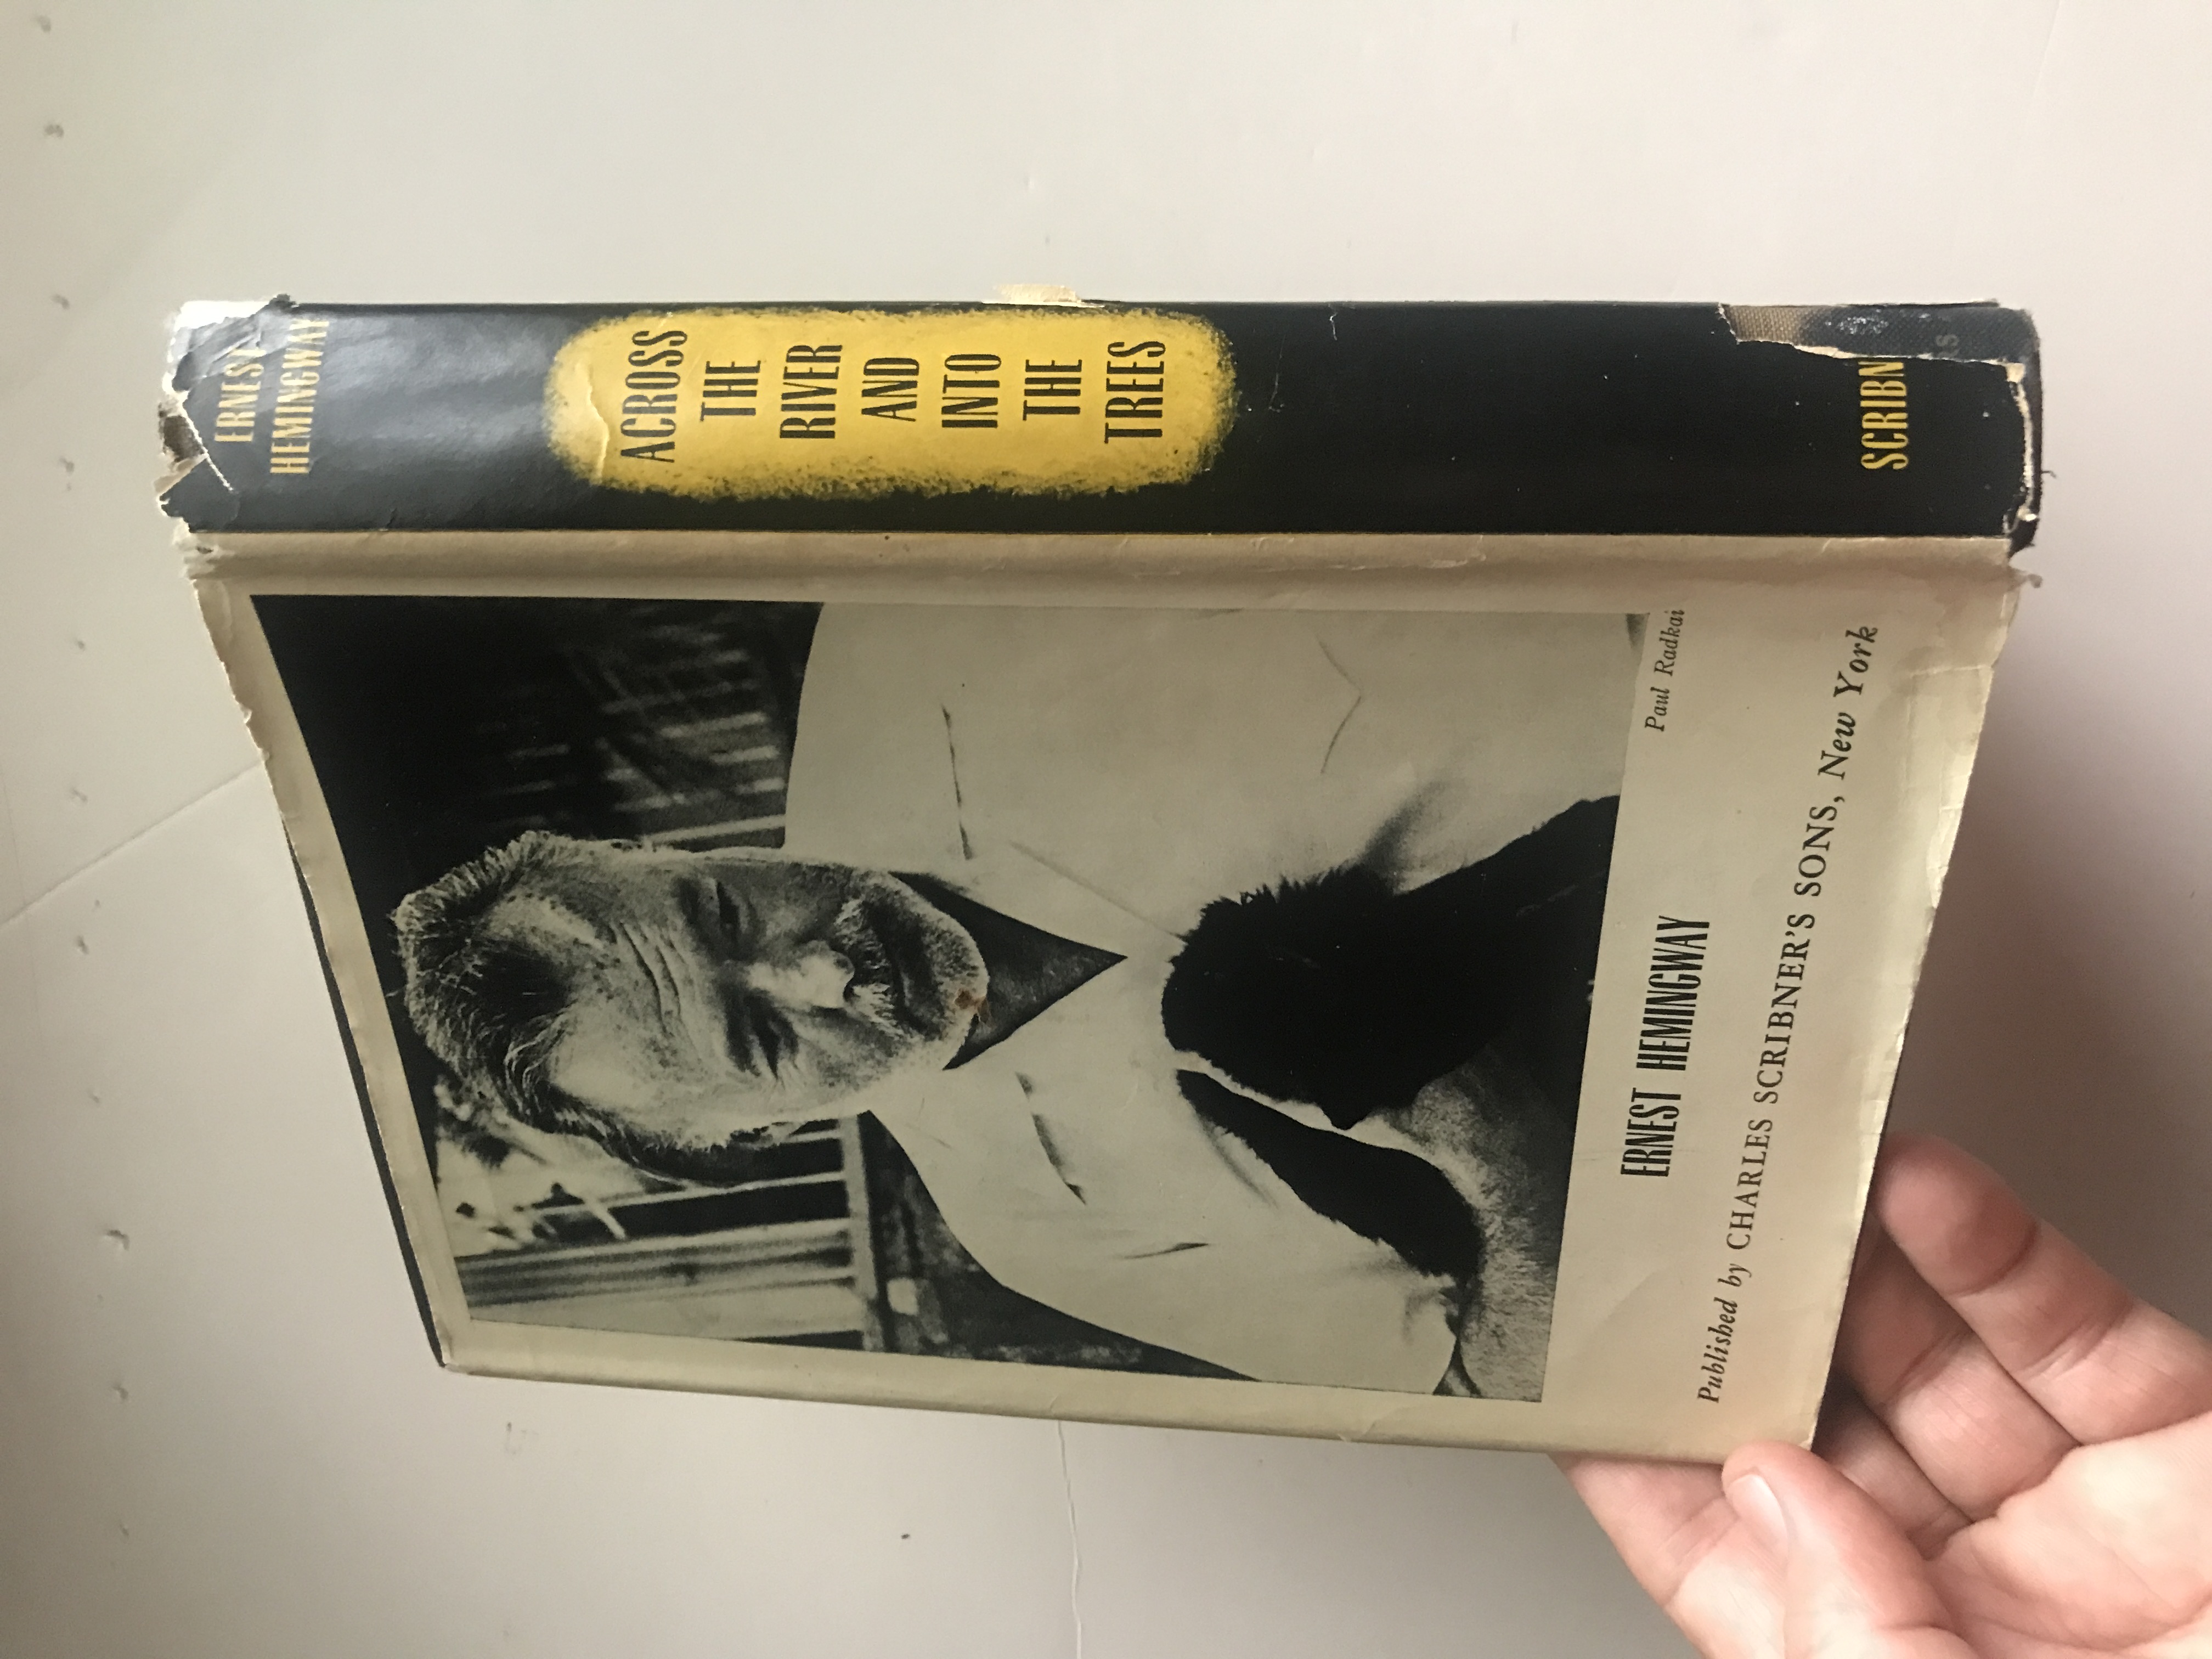 ERNEST
HEMINGWAY
ACROSS
THE
RIVER
AND
INTO
THE
TREES
SCRIBN
S
Paul Radkai
ERNEST HEMINGWAY
Published by CHARLES SCRIBNER'S SONS, New York